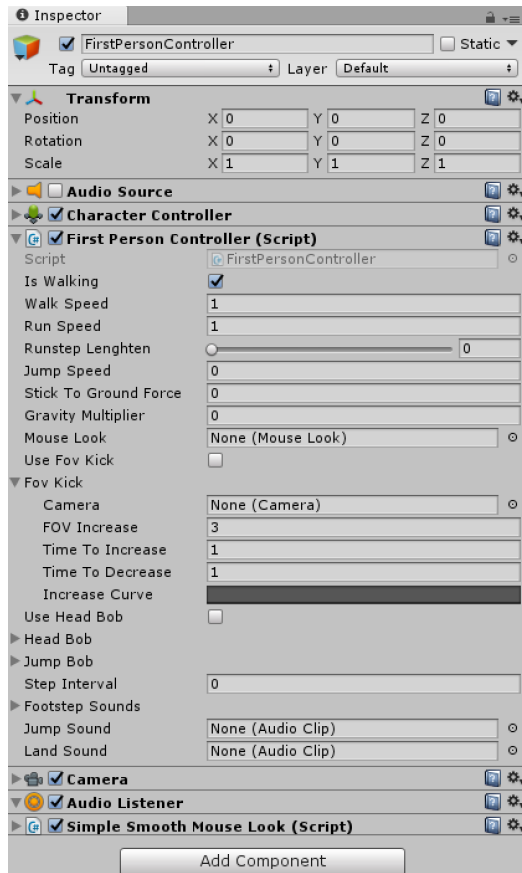 Inspector
FirstPersonController Static
Tag Untagged Layer Default
Transform
Position X 0 Y 0 Z 0
Rotation X 0 Y 0 Z 0
Scale X 1 Y 1 Z 1
Audio Source
Character Controller
First Person Controller (Script)
Script FirstPersonController
Is Walking
Walk Speed 1
Run Speed 1
Runstep Lenghten 0
Jump Speed 0
Stick To Ground Force 0
Gravity Multiplier 0
Mouse Look None (Mouse Look)
Use Fov Kick
Fov Kick
Camera None (Camera)
FOV Increase 3
Time To Increase 1
Time To Decrease 1
Increase Curve
Use Head Bob
Head Bob
Jump Bob
Step Interval 0
Footstep Sounds
Jump Sound None (Audio Clip)
Land Sound None (Audio Clip)
Camera
Audio Listener
Simple Smooth Mouse Look (Script)
Add Component